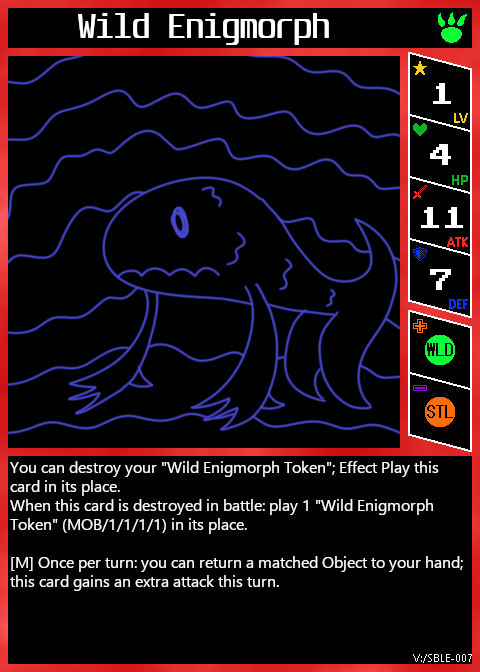 Wild Enigmorph
1
LV
4
HP
11
ATK
7
DEF
WLD
STL
You can destroy your "Wild Enigmorph Token"; Effect Play this
card in its place.
When this card is destroyed in battle: play 1 "Wild Enigmorph
Token" (MOB/1/1/1/1) in its place.
[M] Once per turn: you can return a matched Object to your hand;
this card gains an extra attack this turn.
V:/SBLE-007